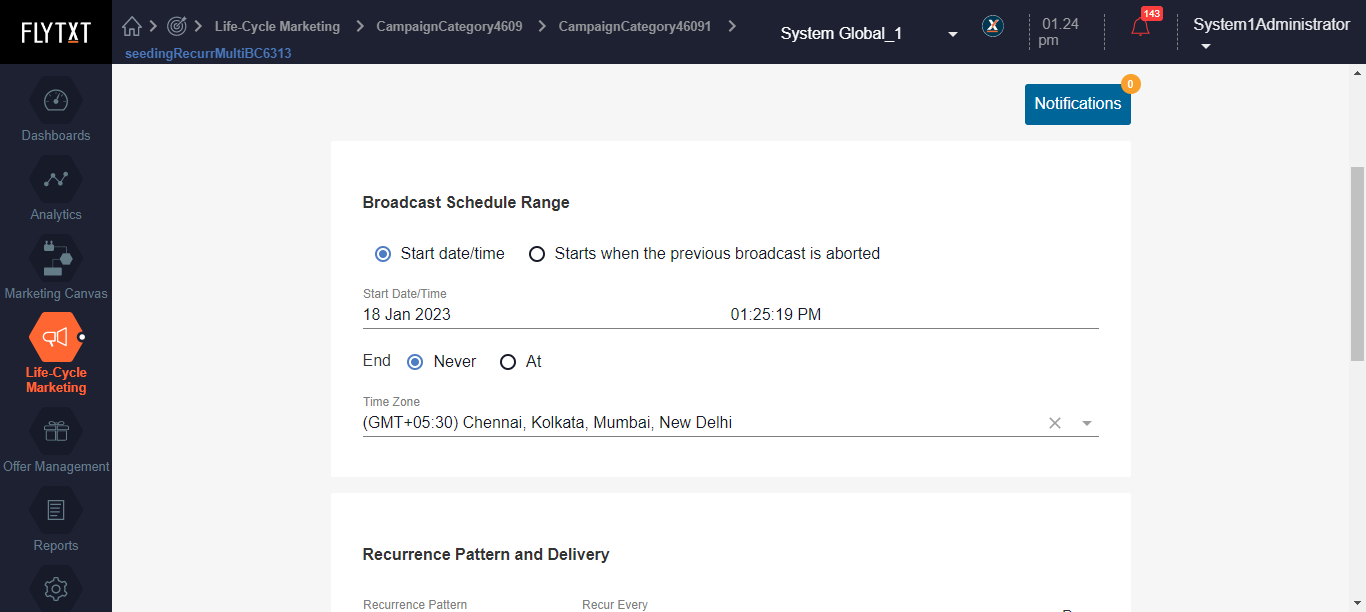 FLYTXT
Life-Cycle Marketing
CampaignCategory4609
CampaignCategory46091
seedingRecurrMultiBC6313
System Global_1
X
01.24
pm
143
System1Administrator
Dashboards
Analytics
Marketing Canvas
Life-Cycle
Marketing
Offer Management
Reports
0
Notifications
Broadcast Schedule Range
Start date/time
Starts when the previous broadcast is aborted
Start Date/Time
18 Jan 2023 01:25:19 PM
End Never At
Time Zone
(GMT+05:30) Chennai, Kolkata, Mumbai, New Delhi
Recurrence Pattern and Delivery
Recurrence Pattern Recur Every